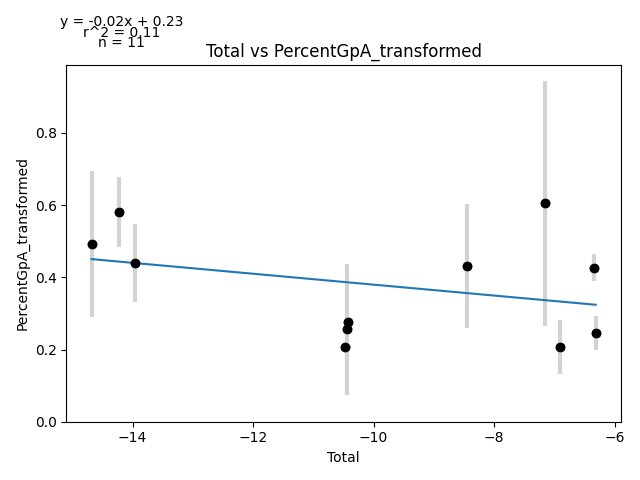 y = -0.02x + 0.23
r^2 = 0.11
n = 11
Total vs PercentGpA_transformed
PercentGpA_transformed
0.8
0.6
0.4
0.2
0.0
−14
−12
−10
−8
−6
Total